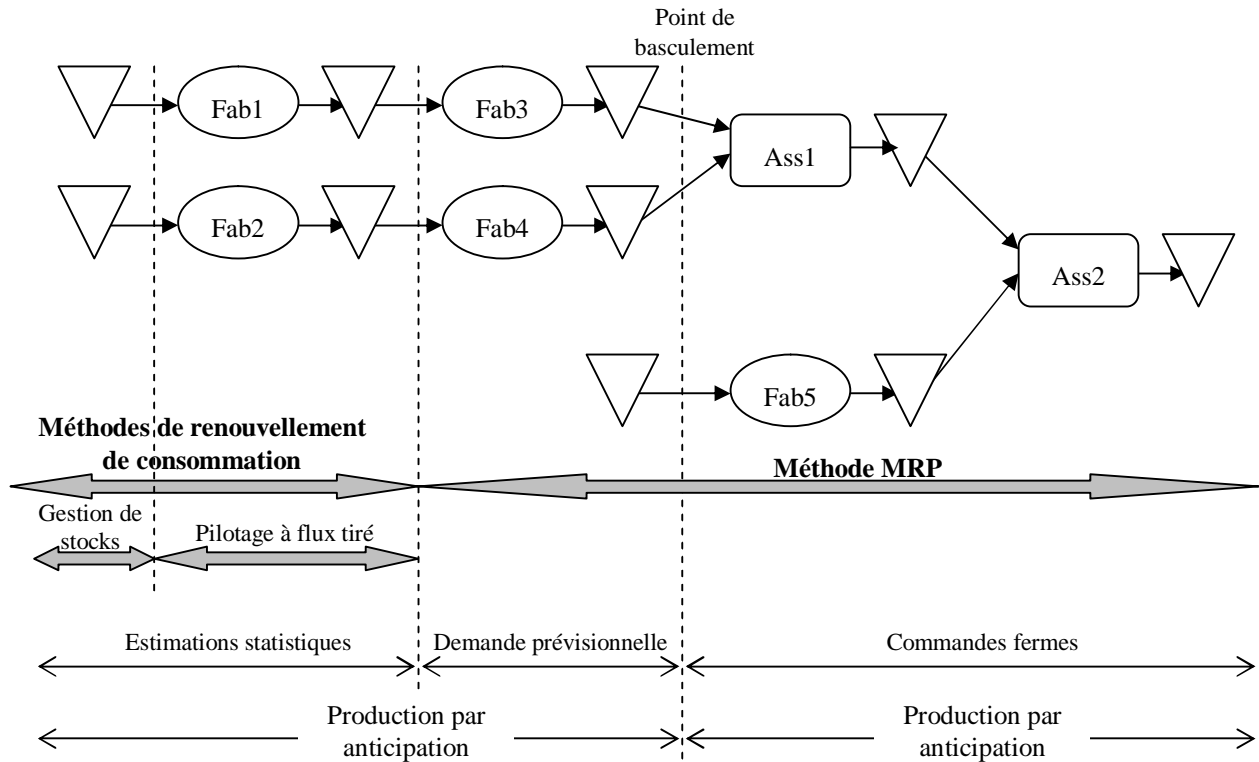 Point de
basculement
Fab1
Fab3
Ass1
Fab2
Fab4
Ass2
Fab5
Méthodes de renouvellement
de consommation
Méthode MRP
Gestion de
stocks
Pilotage à flux tiré
Estimations statistiques
Demande prévisionnelle
Commandes fermes
Production par
anticipation
Production par
anticipation